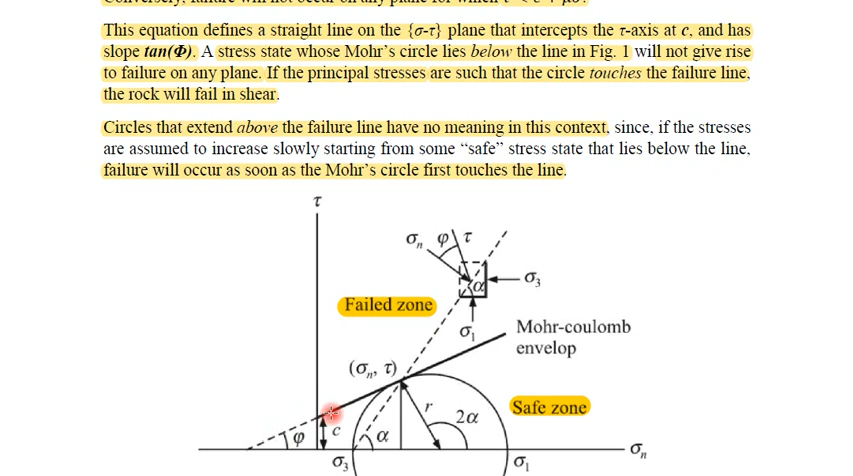 This equation defines a straight line on the {σ-τ} plane that intercepts the τ-axis at c, and has
slope tan(Φ). A stress state whose Mohr's circle lies below the line in Fig. 1 will not give rise
to failure on any plane. If the principal stresses are such that the circle touches the failure line,
the rock will fail in shear.
Circles that extend above the failure line have no meaning in this context, since, if the stresses
are assumed to increase slowly starting from some “safe” stress state that lies below the line,
failure will occur as soon as the Mohr's circle first touches the line.
τ
σn φ τ
α
σ3
Failed zone
σ1
Mohr-coulomb
envelop
(σn, τ)
r
2α
Safe zone
φ
c
α
σ3
σ1
σn